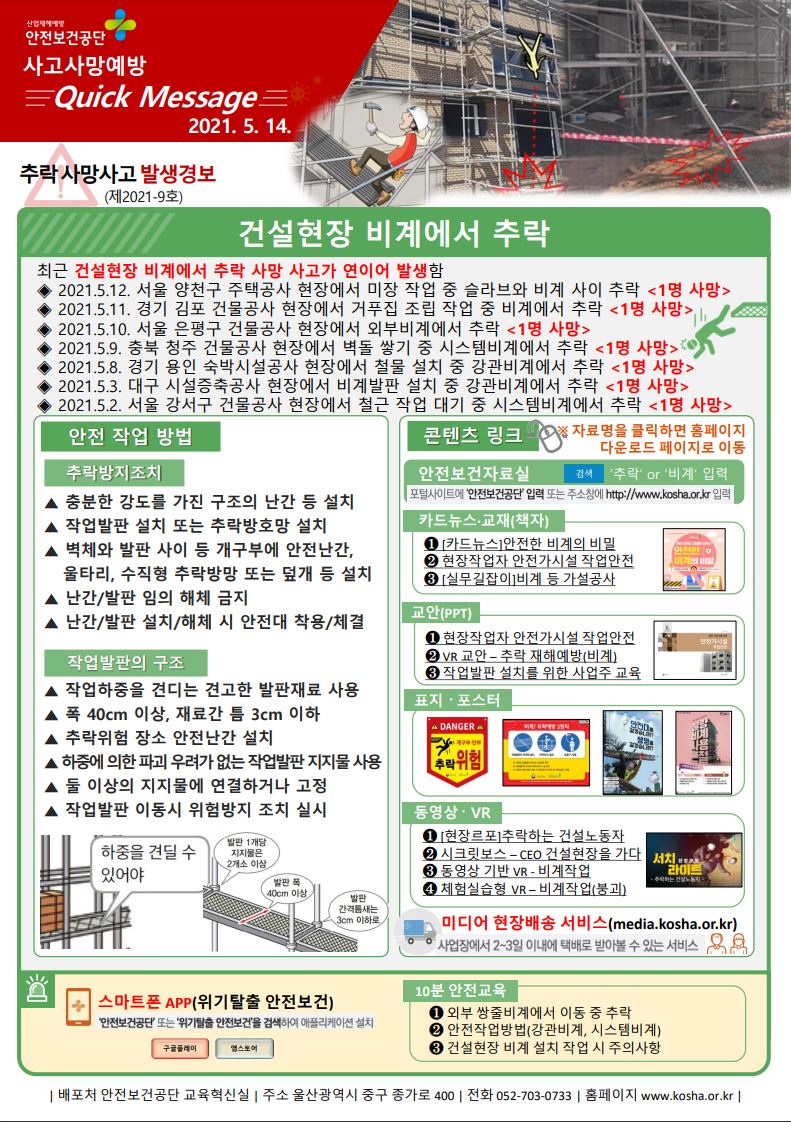 산업재해예방
안전보건공단
사고사망예방
Quick Message
2021. 5. 14.
추락 사망사고 발생경보
(제2021-9호)
건설현장 비계에서 추락
최근 건설현장 비계에서 추락 사망 사고가 연이어 발생함
◈ 2021.5.12. 서울 양천구 주택공사 현장에서 미장 작업 중 슬라브와 비계 사이 추락 <1명 사망>
◈ 2021.5.11. 경기 김포 건물공사 현장에서 거푸집 조립 작업 중 비계에서 추락 <1명 사망>
◈ 2021.5.10. 서울 은평구 건물공사 현장에서 외부비계에서 추락 <1명 사망>
◈ 2021.5.9. 충북 청주 건물공사 현장에서 벽돌 쌓기 중 시스템비계에서 추락 <1명 사망>
◈ 2021.5.8. 경기 용인 숙박시설공사 현장에서 철물 설치 중 강관비계에서 추락 <1명 사망>
◈ 2021.5.3. 대구 시설증축공사 현장에서 비계발판 설치 중 강관비계에서 추락 <1명 사망>
◈ 2021.5.2. 서울 강서구 건물공사 현장에서 철근 작업 대기 중 시스템비계에서 추락 <1명 사망>
안전 작업 방법
추락방지조치
▲ 충분한 강도를 가진 구조의 난간 등 설치
▲ 작업발판 설치 또는 추락방호망 설치
▲ 벽체와 발판 사이 등 개구부에 안전난간,
울타리, 수직형 추락방망 또는 덮개 등 설치
▲ 난간/발판 임의 해체 금지
▲ 난간/발판 설치/해체 시 안전대 착용/체결
작업발판의 구조
▲ 작업하중을 견디는 견고한 발판재료 사용
▲ 폭 40cm 이상, 재료간 틈 3cm 이하
▲ 추락위험 장소 안전난간 설치
▲ 하중에 의한 파괴 우려가 없는 작업발판 지지물 사용
▲ 둘 이상의 지지물에 연결하거나 고정
▲ 작업발판 이동시 위험방지 조치 실시
하중을 견딜 수
있어야
발판 1개당
지지물은
2개소 이상
발판 폭
40cm 이상
발판
간격틈새는
3cm 이하로
콘텐츠 링크
※ 자료명을 클릭하면 홈페이지
다운로드 페이지로 이동
안전보건자료실 검색 '추락' or '비계' 입력
포털사이트에 '안전보건공단' 입력 또는 주소창에 http://www.kosha.or.kr 입력
카드뉴스·교재(책자)
❶ [카드뉴스]안전한 비계의 비밀
❷ 현장작업자 안전가시설 작업안전
❸ [실무길잡이]비계 등 가설공사
안전한
비계의 비밀
교안(PPT)
❶ 현장작업자 안전가시설 작업안전
❷ VR 교안 – 추락 재해예방(비계)
❸ 작업발판 설치를 위한 사업주 교육
안전가시설
표지 · 포스터
DANGER
개구부·단부
추락위험
동영상 · VR
❶ [현장르포]추락하는 건설노동자
❷ 시크릿보스 – CEO 건설현장을 가다
❸ 동영상 기반 VR - 비계작업
❹ 체험실습형 VR – 비계작업(붕괴)
서치
라이트
- 추락하는 건설노동자 -
미디어 현장배송 서비스(media.kosha.or.kr)
사업장에서 2~3일 이내에 택배로 받아볼 수 있는 서비스
스마트폰 APP(위기탈출 안전보건)
'안전보건공단' 또는 '위기탈출 안전보건'을 검색하여 애플리케이션 설치
구글플레이
앱스토어
10분 안전교육
❶ 외부 쌍줄비계에서 이동 중 추락
❷ 안전작업방법(강관비계, 시스템비계)
❸ 건설현장 비계 설치 작업 시 주의사항
| 배포처 안전보건공단 교육혁신실 | 주소 울산광역시 중구 종가로 400 | 전화 052-703-0733 | 홈페이지 www.kosha.or.kr |